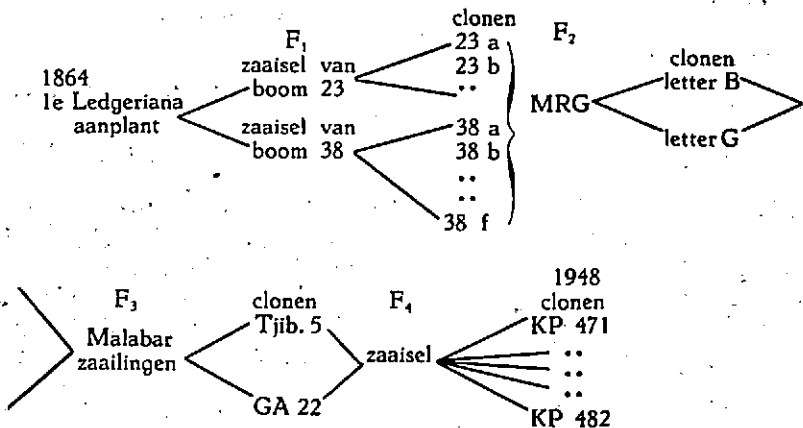 1864
1e Ledgeriana
aanplant
F₁
zaaisel van
boom 23
zaaisel van
boom 38
clonen
23 a
23 b
..
38 a
38 b
..
..
38 f
F₂
MRG
clonen
letter B
letter G
F₃
Malabar
zaailingen
clonen
Tjib. 5
GA 22
F₄
zaaisel
1948
clonen
KP 471
..
..
..
KP 482